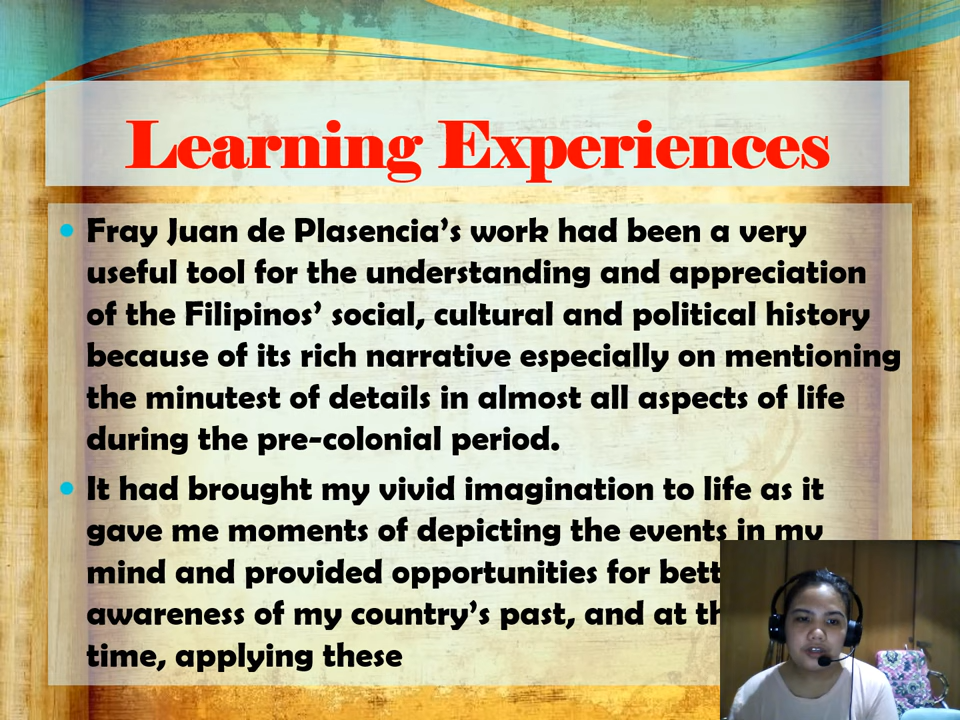 Learning Experiences
Fray Juan de Plasencia’s work had been a very
useful tool for the understanding and appreciation
of the Filipinos’ social, cultural and political history
because of its rich narrative especially on mentioning
the minutest of details in almost all aspects of life
during the pre-colonial period.
It had brought my vivid imagination to life as it
gave me moments of depicting the events in my
mind and provided opportunities for
awareness of my country’s past, and at
time, applying these